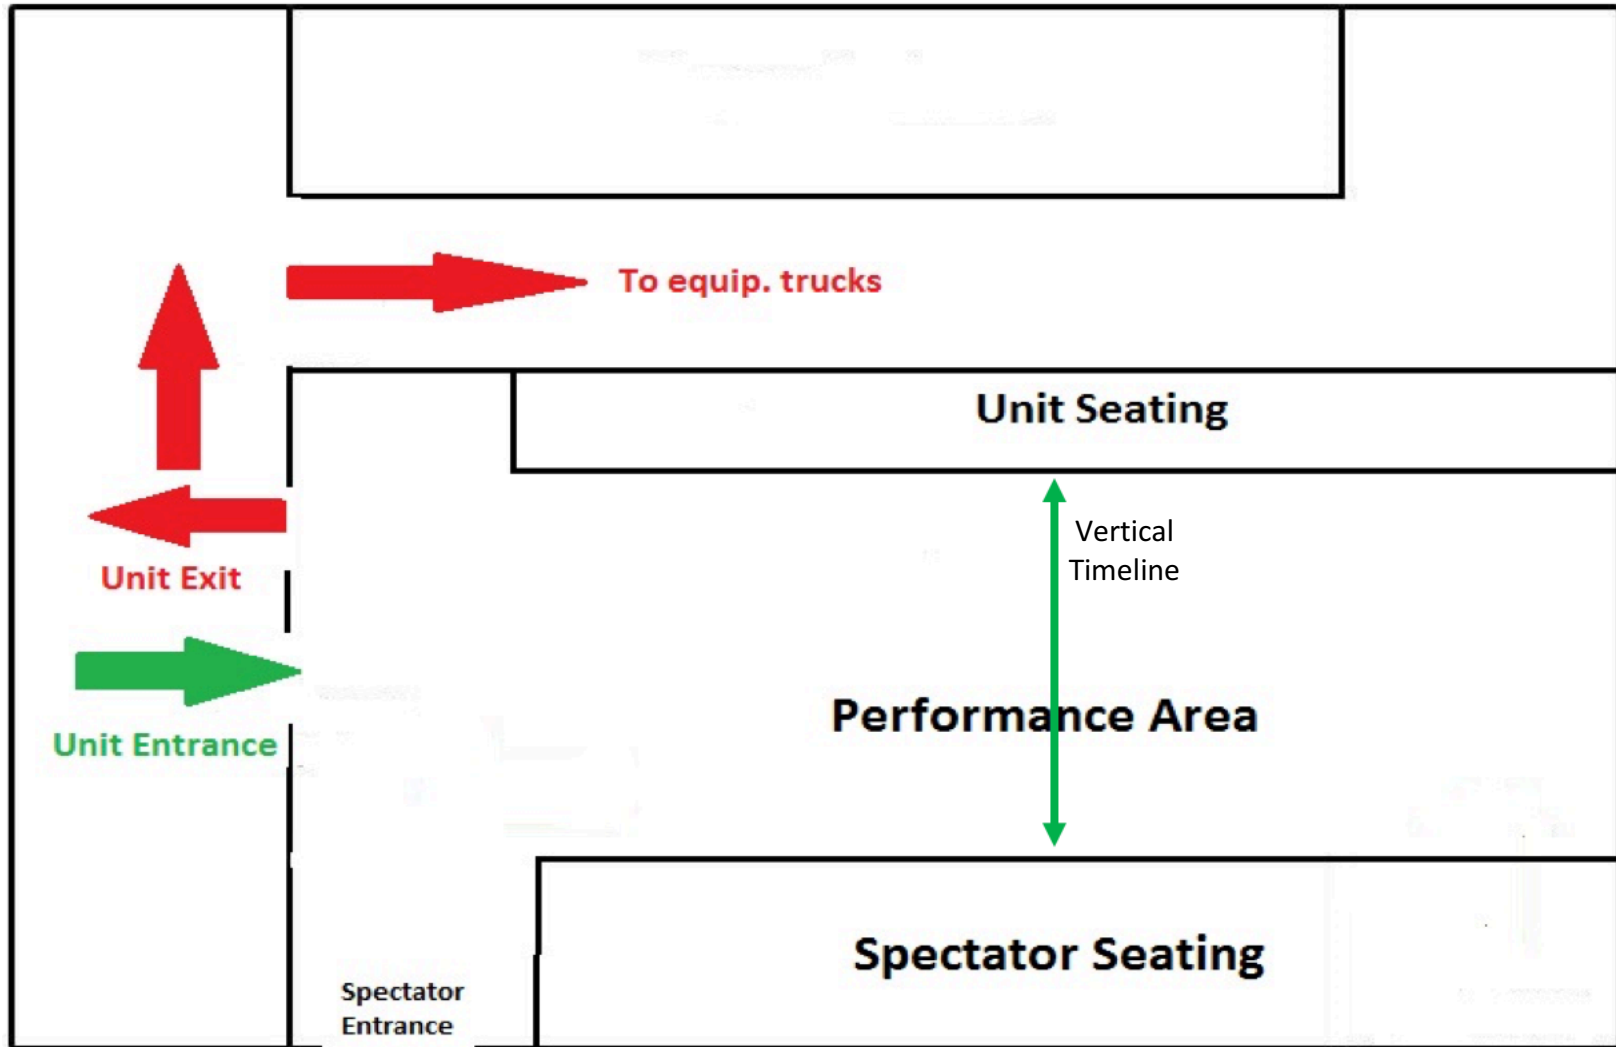 To equip. trucks
Unit Seating
Vertical
Timeline
Unit Exit
Unit Entrance
Performance Area
Spectator Seating
Spectator
Entrance